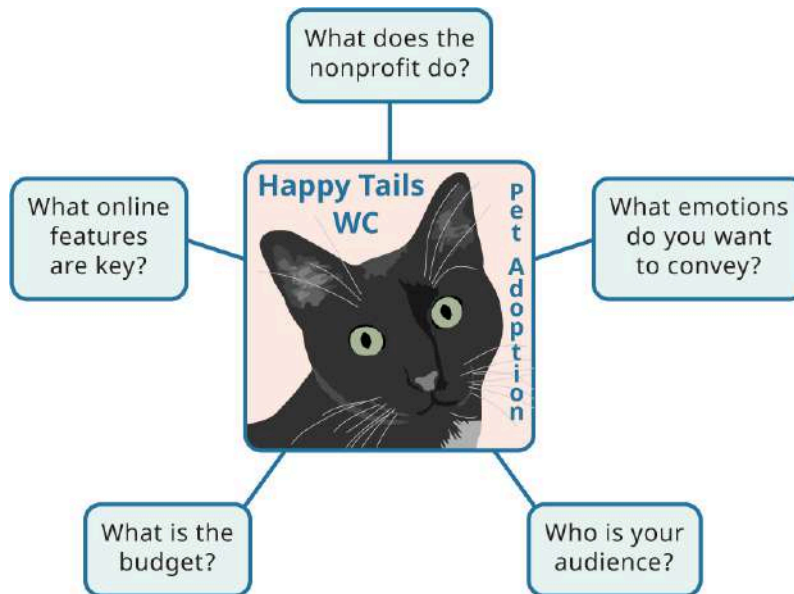 What does the
nonprofit do?
What online
features
are key?
Happy Tails
WC
Pet Adoption
What emotions
do you want
to convey?
What is the
budget?
Who is your
audience?